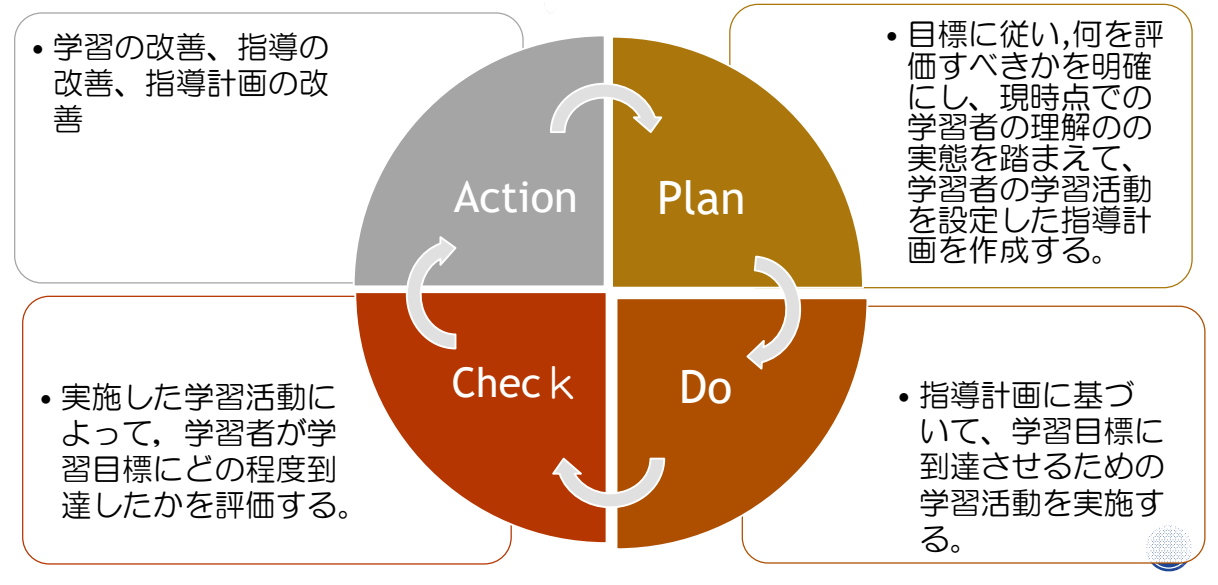 • 学習の改善、指導の
改善、指導計画の改
善
Action
Plan
• 目標に従い,何を評
価すべきかを明確
にし、現時点での
学習者の理解のの
実態を踏まえて、
学習者の学習活動
を設定した指導計
画を作成する。
• 実施した学習活動に
よって，学習者が学
習目標にどの程度到
達したかを評価する。
Checｋ
Do
• 指導計画に基づ
いて、学習目標に
到達させるための
学習活動を実施す
る。